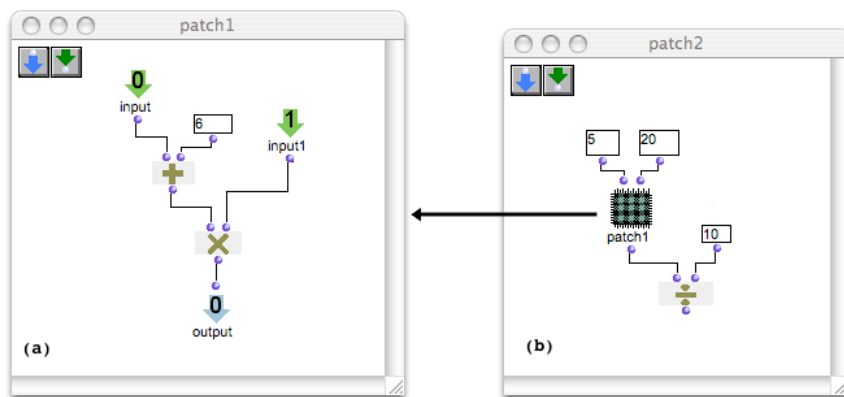 patch1
0
input
6
1
input1
0
output
(a)
patch2
5
20
patch1
10
(b)